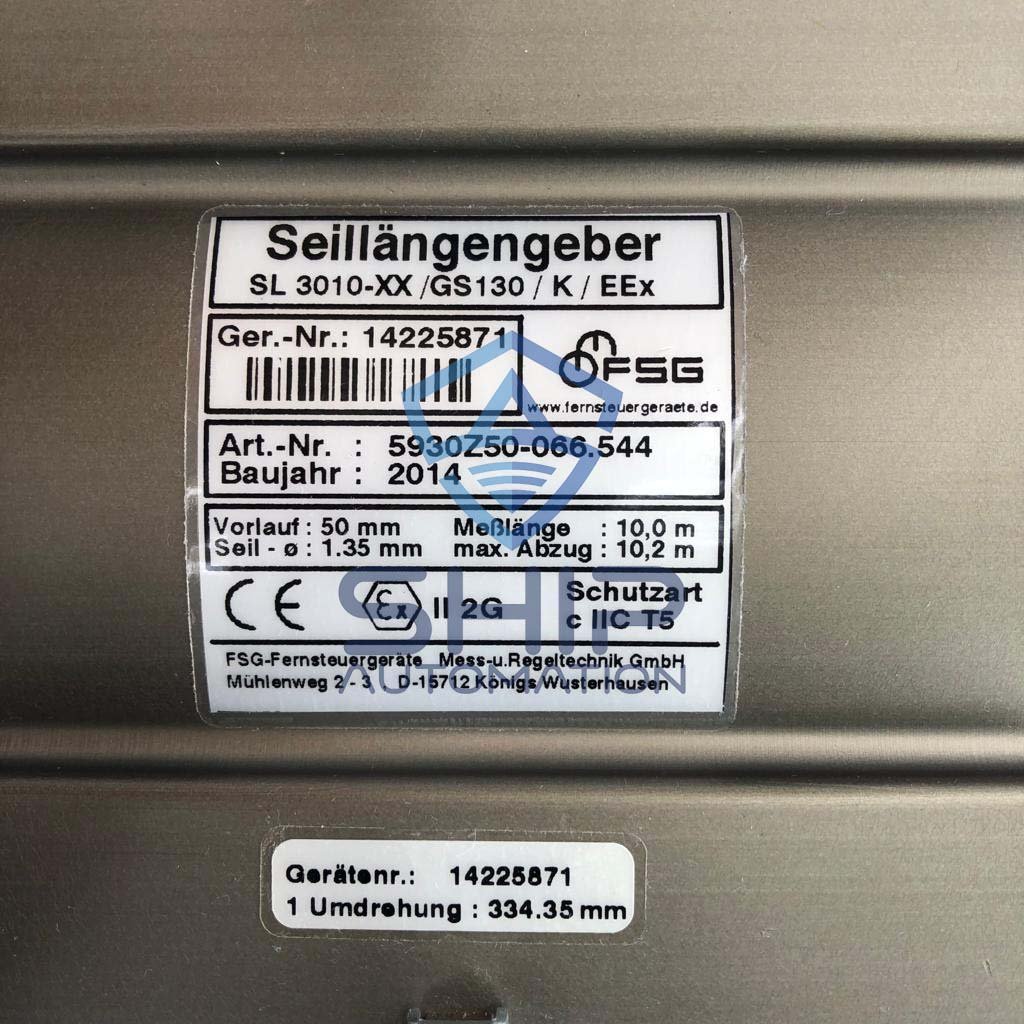 Seillängengeber
SL 3010-XX /GS130 / K / EEx
Ger.-Nr.: 14225871
FSG
www.fernsteuergeraete.de
Art.-Nr. : 5930Z50-066.544
Baujahr : 2014
Vorlauf : 50 mm Meßlänge : 10,0 m
Seil - ø : 1.35 mm max. Abzug : 10,2 m
CE Ex II 2G Schutzart
c IIC T5
SHIP
AUTOMATION
FSG-Fernsteuergeräte Mess-u.Regeltechnik GmbH
Mühlenweg 2 - 3 , D-15712 Königs Wusterhausen
Gerätenr.: 14225871
1 Umdrehung : 334.35 mm